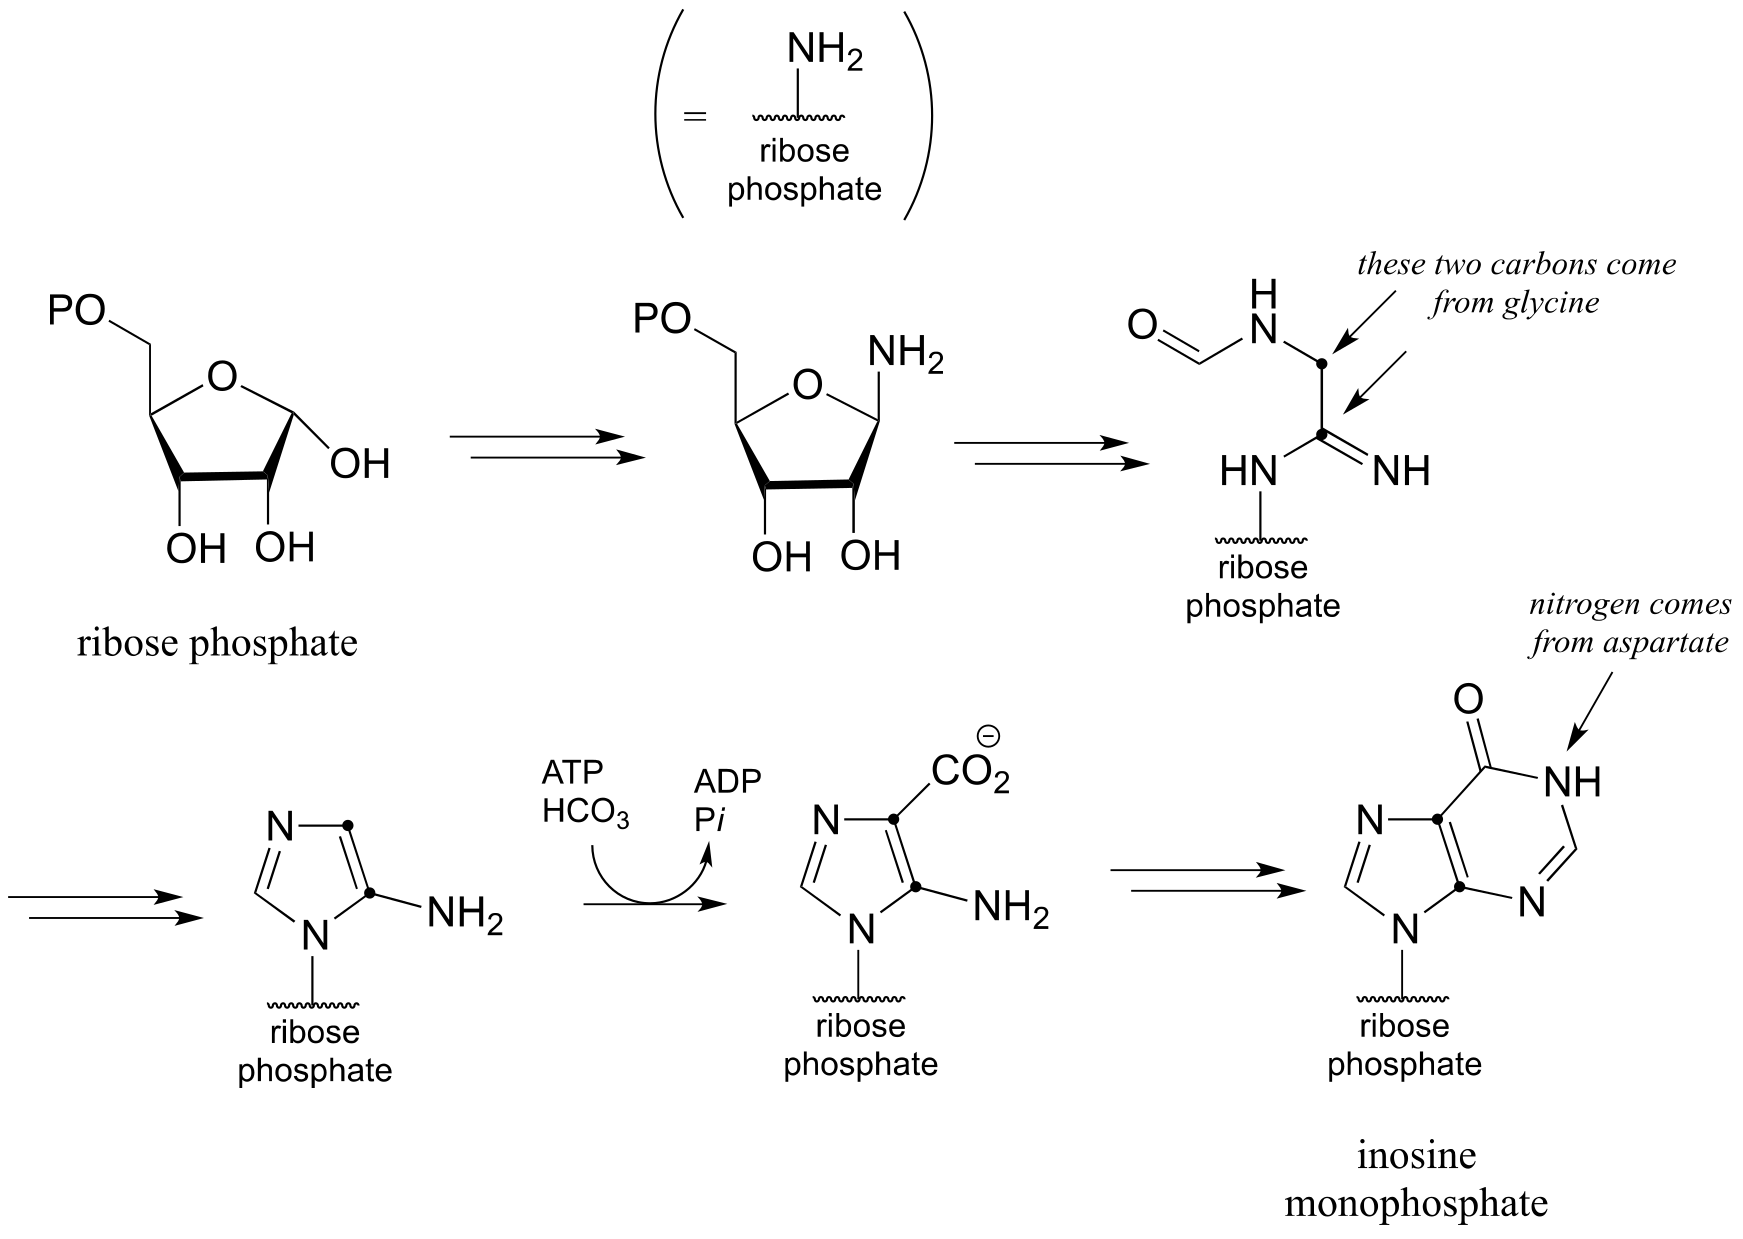 NH2
=
ribose
phosphate
these two carbons come
from glycine
PO
O
OH
OH
OH
ribose phosphate
PO
O
NH2
OH
OH
O
H
N
HN
NH
ribose
phosphate
nitrogen comes
from aspartate
N
N
NH2
ribose
phosphate
ATP
HCO3
ADP
Pi
CO2
−
N
N
NH2
ribose
phosphate
O
NH
N
N
N
ribose
phosphate
inosine
monophosphate